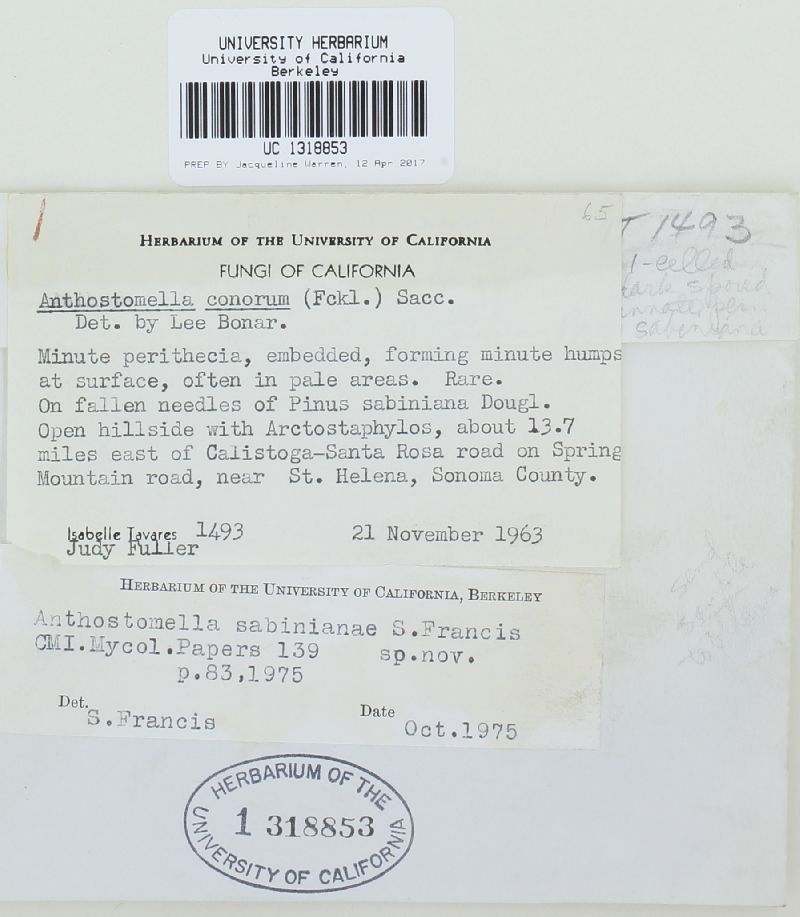 UNIVERSITY HERBARIUM
University of California
Berkeley
UC 1318853
PREP BY Jacqueline Warren, 12 Apr 2017
65
HERBARIUM OF THE UNIVERSITY OF CALIFORNIA
FUNGI OF CALIFORNIA
Anthostomella conorum (Fckl.) Sacc.
Det. by Lee Bonar.
Minute perithecia, embedded, forming minute humps
at surface, often in pale areas. Rare.
On fallen needles of Pinus sabiniana Dougl.
Open hillside with Arctostaphylos, about 13.7
miles east of Calistoga-Santa Rosa road on Spring
Mountain road, near St. Helena, Sonoma County.
Isabelle Tavares 1493
21 November 1963
Judy Fuller
T 1493
1-celled
dark spored
sabiniana
HERBARIUM OF THE UNIVERSITY OF CALIFORNIA, BERKELEY
Anthostomella sabinianae S.Francis
CMI.Mycol.Papers 139 sp.nov.
p.83,1975
Det. S.Francis
Date Oct.1975
HERBARIUM OF THE
1 318853
UNIVERSITY OF CALIFORNIA